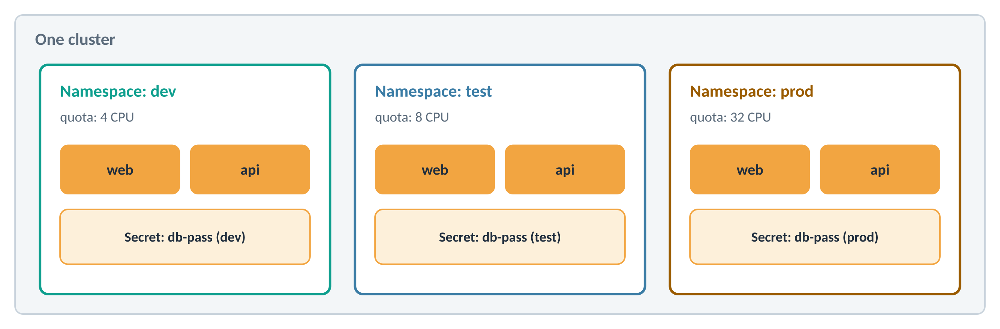 One cluster
Namespace: dev
quota: 4 CPU
web
api
Secret: db-pass (dev)
Namespace: test
quota: 8 CPU
web
api
Secret: db-pass (test)
Namespace: prod
quota: 32 CPU
web
api
Secret: db-pass (prod)